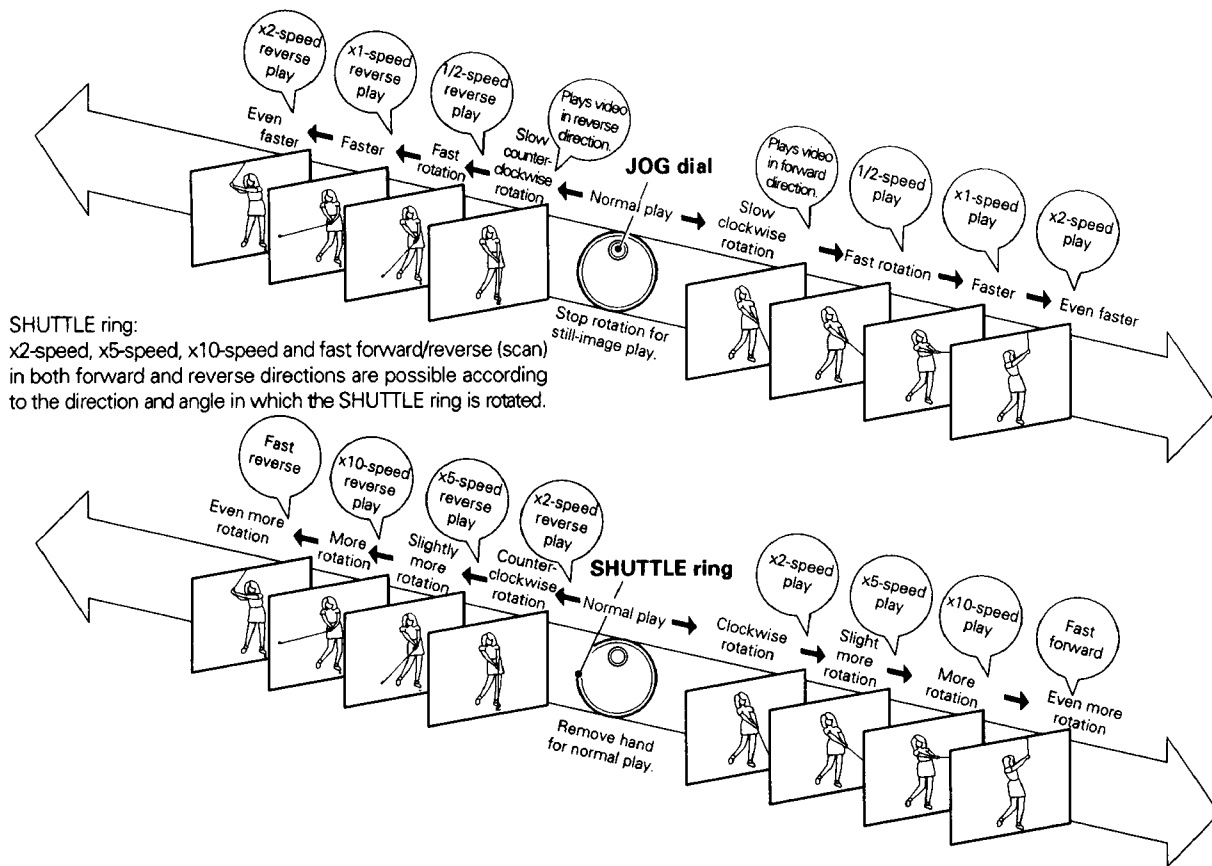 x2-speed
reverse
play
x1-speed
reverse
play
1/2-speed
reverse
play
Plays video
in reverse
direction.
Even
faster
Faster
Fast
rotation
Slow
counter-
clockwise
rotation
Normal play
JOG dial
Plays video
in forward
direction.
1/2-speed
play
x1-speed
play
x2-speed
play
Slow
clockwise
rotation
Fast rotation
Faster
Even faster
Stop rotation for
still-image play.
SHUTTLE ring:
x2-speed, x5-speed, x10-speed and fast forward/reverse (scan)
in both forward and reverse directions are possible according
to the direction and angle in which the SHUTTLE ring is rotated.
Fast
reverse
x10-speed
reverse
play
x5-speed
reverse
play
x2-speed
reverse
play
Even more
rotation
More
rotation
Slightly
more
rotation
Counter-
clockwise
rotation
Normal play
SHUTTLE ring
x2-speed
play
x5-speed
play
x10-speed
play
Fast
forward
Clockwise
rotation
Slight
more
rotation
More
rotation
Even more
rotation
Remove hand
for normal play.